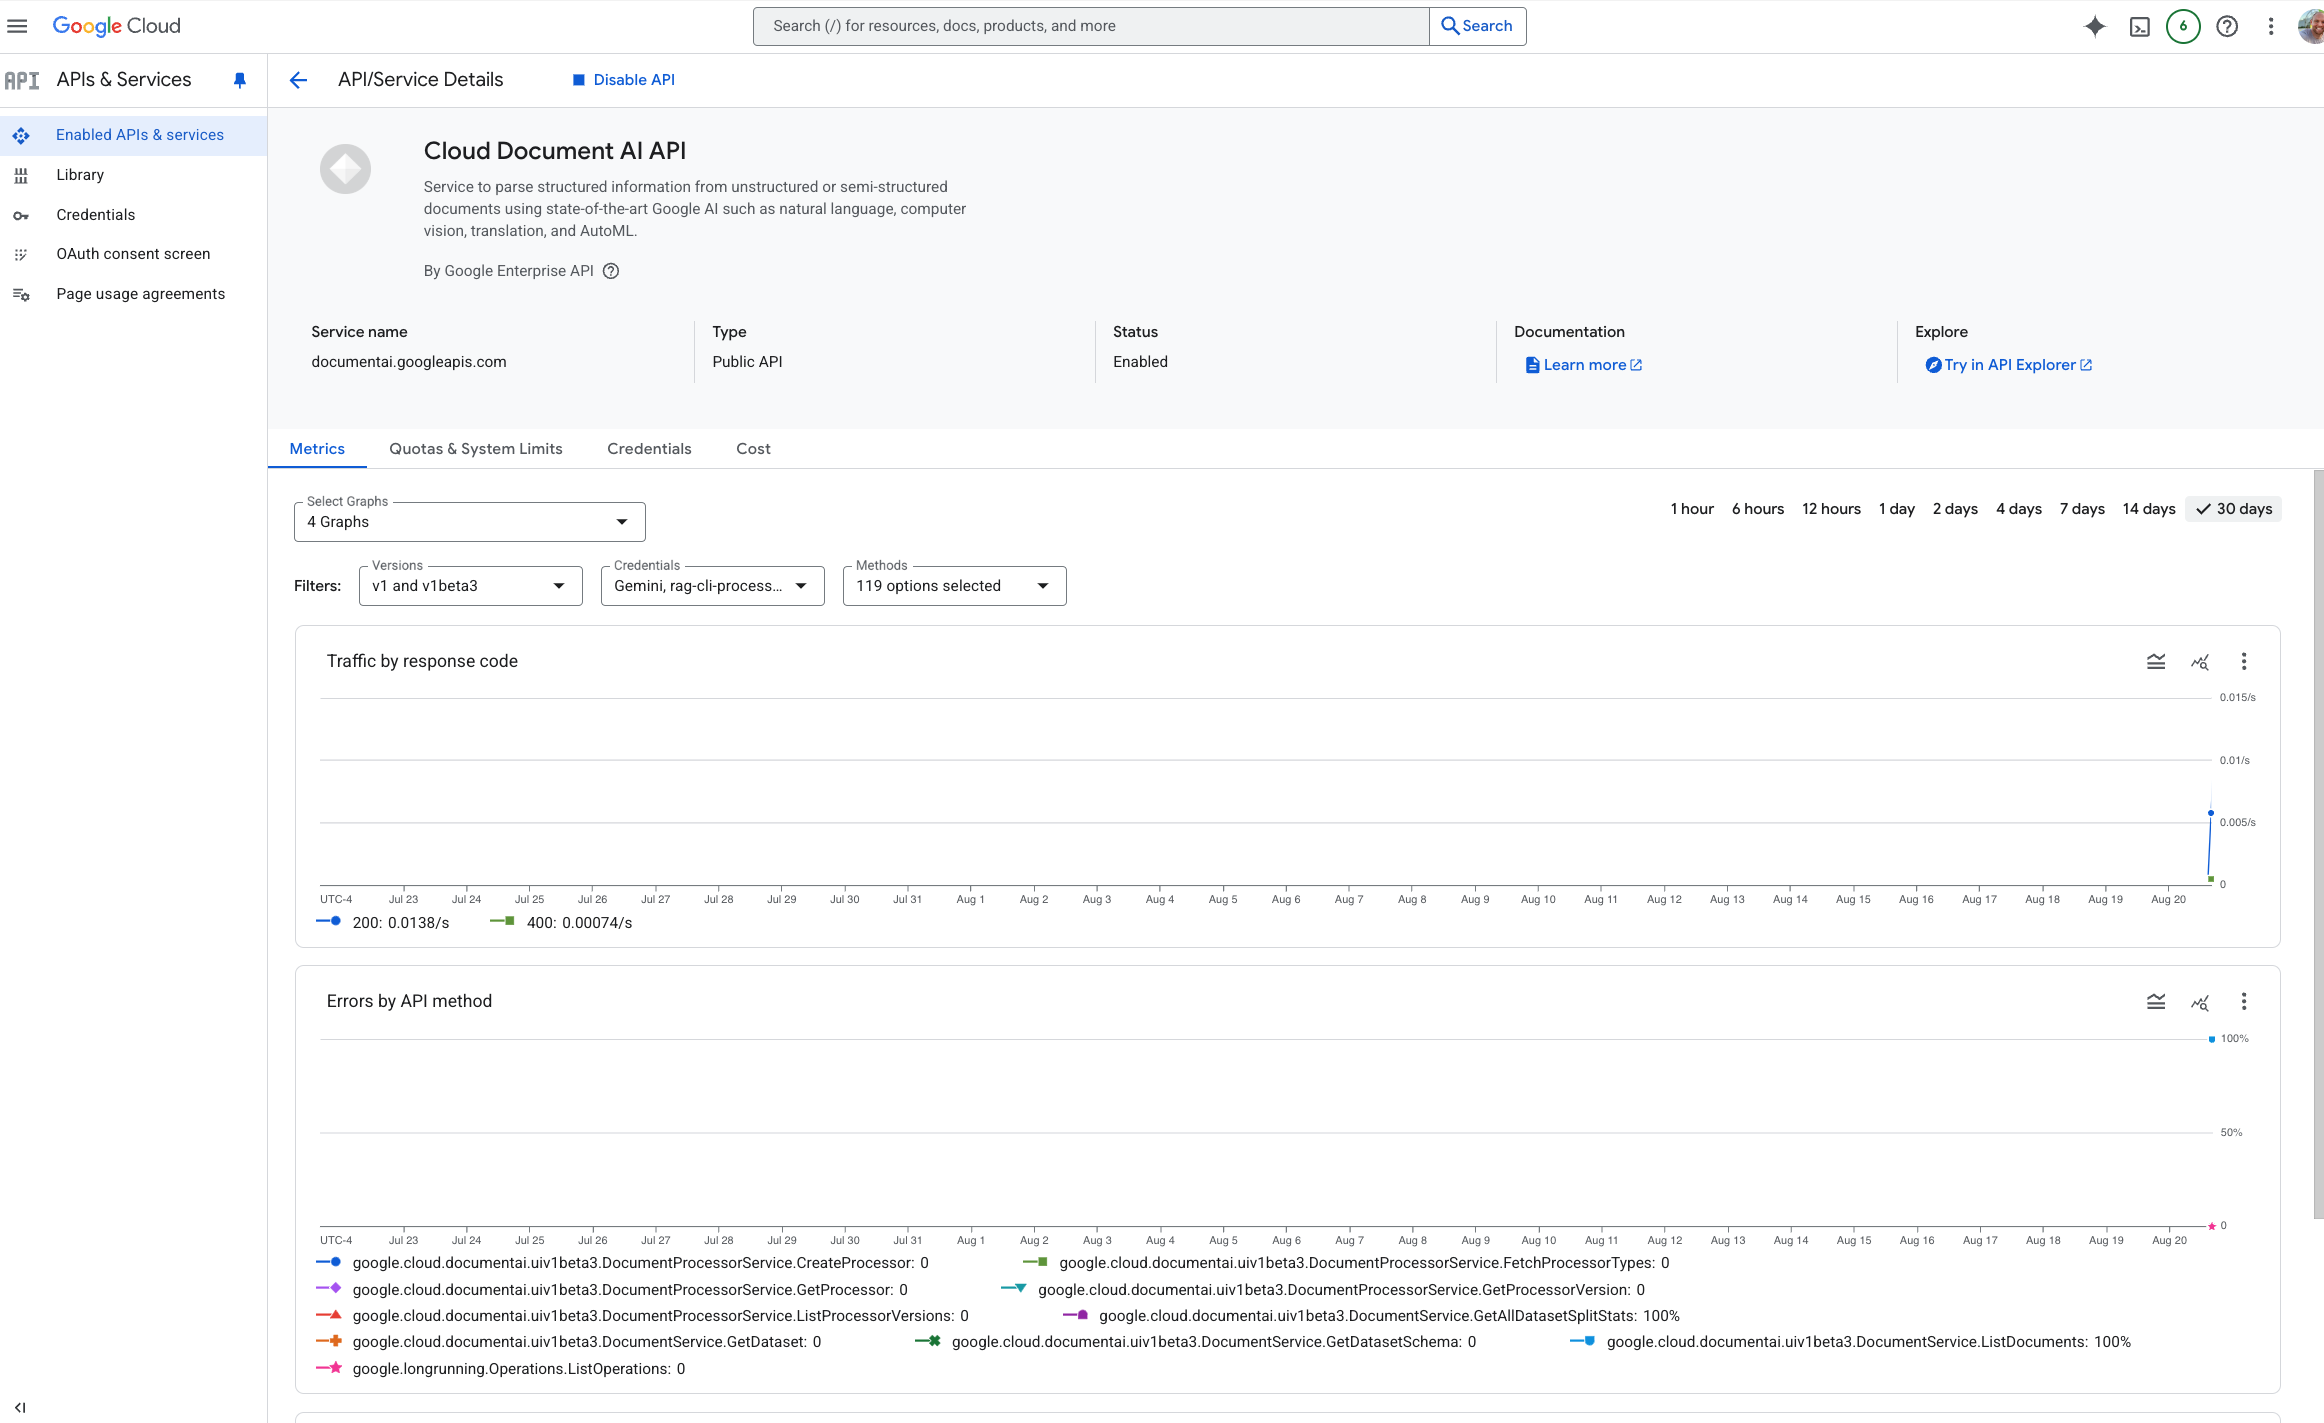 Google Cloud
Search (/) for resources, docs, products, and more
Search
6
API
APIs & Services
API/Service Details
Disable API
Enabled APIs & services
Library
Credentials
OAuth consent screen
Page usage agreements
Cloud Document AI API
Service to parse structured information from unstructured or semi-structured
documents using state-of-the-art Google AI such as natural language, computer
vision, translation, and AutoML.
By Google Enterprise API
Service name
documentai.googleapis.com
Type
Public API
Status
Enabled
Documentation
Learn more
Explore
Try in API Explorer
Metrics
Quotas & System Limits
Credentials
Cost
Select Graphs
4 Graphs
1 hour
6 hours
12 hours
1 day
2 days
4 days
7 days
14 days
30 days
Filters:
Versions
v1 and v1beta3
Credentials
Gemini, rag-cli-process...
Methods
119 options selected
Traffic by response code
0.015/s
0.01/s
0.005/s
0
UTC-4 Jul 23 Jul 24 Jul 25 Jul 26 Jul 27 Jul 28 Jul 29 Jul 30 Jul 31 Aug 1 Aug 2 Aug 3 Aug 4 Aug 5 Aug 6 Aug 7 Aug 8 Aug 9 Aug 10 Aug 11 Aug 12 Aug 13 Aug 14 Aug 15 Aug 16 Aug 17 Aug 18 Aug 19 Aug 20
200: 0.0138/s
400: 0.00074/s
Errors by API method
100%
50%
0
UTC-4 Jul 23 Jul 24 Jul 25 Jul 26 Jul 27 Jul 28 Jul 29 Jul 30 Jul 31 Aug 1 Aug 2 Aug 3 Aug 4 Aug 5 Aug 6 Aug 7 Aug 8 Aug 9 Aug 10 Aug 11 Aug 12 Aug 13 Aug 14 Aug 15 Aug 16 Aug 17 Aug 18 Aug 19 Aug 20
google.cloud.documentai.uiv1beta3.DocumentProcessorService.CreateProcessor: 0
google.cloud.documentai.uiv1beta3.DocumentProcessorService.FetchProcessorTypes: 0
google.cloud.documentai.uiv1beta3.DocumentProcessorService.GetProcessor: 0
google.cloud.documentai.uiv1beta3.DocumentProcessorService.GetProcessorVersion: 0
google.cloud.documentai.uiv1beta3.DocumentProcessorService.ListProcessorVersions: 0
google.cloud.documentai.uiv1beta3.DocumentService.GetAllDatasetSplitStats: 100%
google.cloud.documentai.uiv1beta3.DocumentService.GetDataset: 0
google.cloud.documentai.uiv1beta3.DocumentService.GetDatasetSchema: 0
google.cloud.documentai.uiv1beta3.DocumentService.ListDocuments: 100%
google.longrunning.Operations.ListOperations: 0